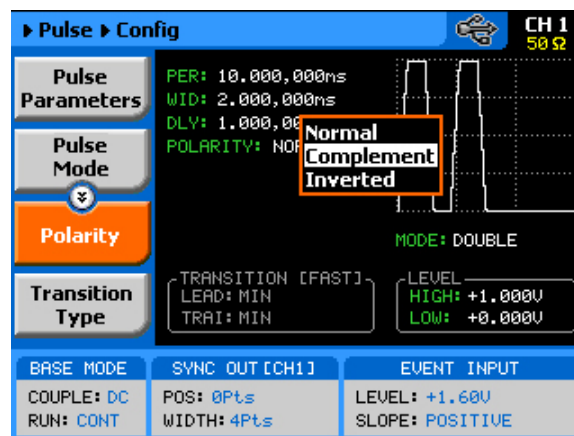 Pulse Config
CH 1
50 Ω
Pulse
Parameters
PER: 10.000,000ms
WID: 2.000,000ms
DLY: 1.000,00
POLARITY: NOR
Normal
Complement
Inverted
Pulse
Mode
Polarity
MODE: DOUBLE
Transition
Type
TRANSITION [FAST]
LEAD: MIN
TRAI: MIN
LEVEL
HIGH: +1.000V
LOW: +0.000V
BASE MODE
COUPLE: DC
RUN: CONT
SYNC OUT [CH1]
POS: 0Pts
WIDTH: 4Pts
EVENT INPUT
LEVEL: +1.60V
SLOPE: POSITIVE